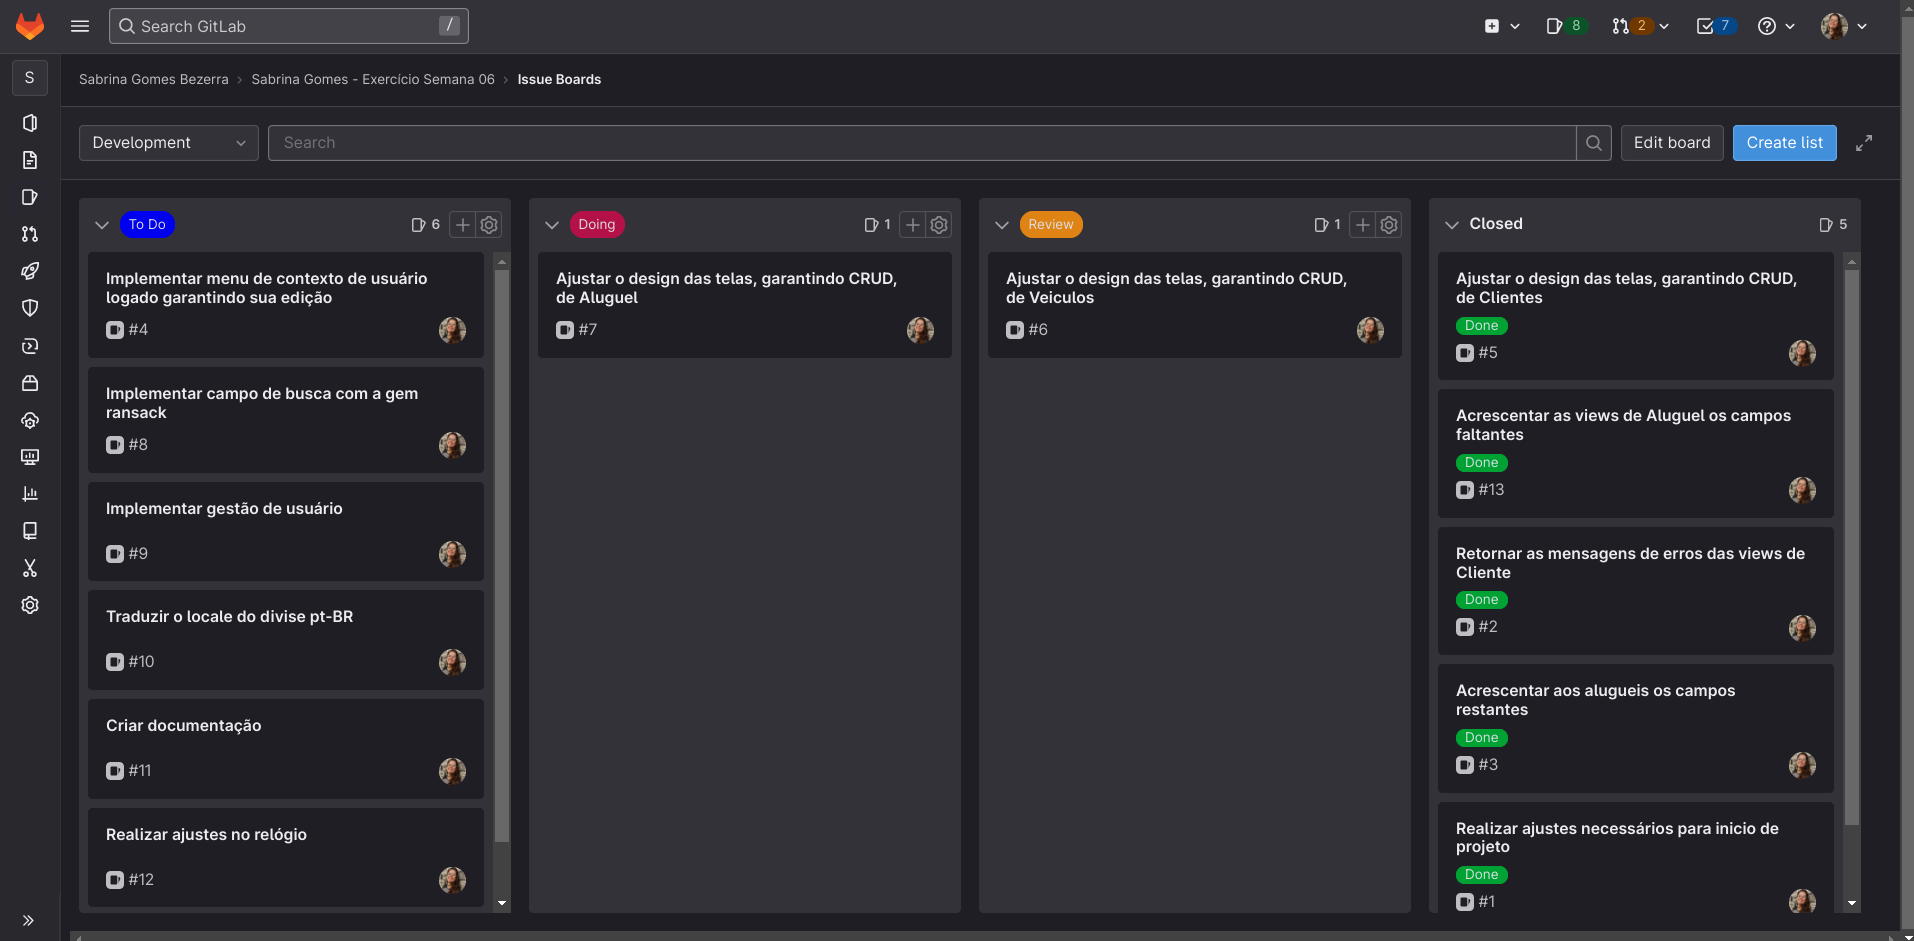 Search GitLab
/
8
2
7
S
Sabrina Gomes Bezerra › Sabrina Gomes - Exercício Semana 06 › Issue Boards
Development
Search
Edit board
Create list
To Do
6
Implementar menu de contexto de usuário
logado garantindo sua edição
#4
Implementar campo de busca com a gem
ransack
#8
Implementar gestão de usuário
#9
Traduzir o locale do divise pt-BR
#10
Criar documentação
#11
Realizar ajustes no relógio
#12
Doing
1
Ajustar o design das telas, garantindo CRUD,
de Aluguel
#7
Review
1
Ajustar o design das telas, garantindo CRUD,
de Veiculos
#6
Closed
5
Ajustar o design das telas, garantindo CRUD,
de Clientes
Done
#5
Acrescentar as views de Aluguel os campos
faltantes
Done
#13
Retornar as mensagens de erros das views de
Cliente
Done
#2
Acrescentar aos alugueis os campos
restantes
Done
#3
Realizar ajustes necessários para inicio de
projeto
Done
#1